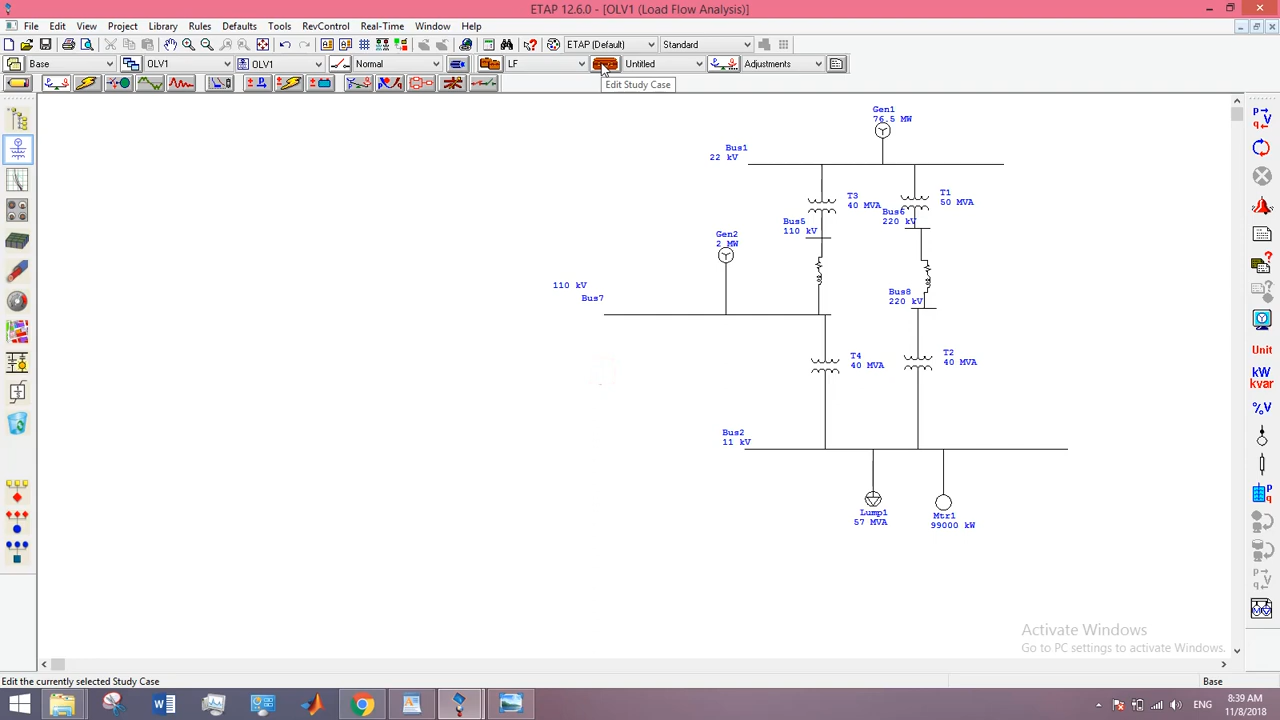 ETAP 12.6.0 - [OLV1 (Load Flow Analysis)]
File Edit View Project Library Rules Defaults Tools RevControl Real-Time Window Help
ETAP (Default) Standard
Base OLV1 OLV1 Normal LF Untitled Adjustments
Edit Study Case
Gen1
76.5 MW
Bus1
22 kV
T3
40 MVA
T1
50 MVA
Bus6
220 kV
Bus5
110 kV
Gen2
2 MW
110 kV
Bus7
Bus8
220 kV
T4
40 MVA
T2
40 MVA
Bus2
11 kV
Lump1
57 MVA
Mtr1
99000 kW
Unit
kW
kvar
%V
Activate Windows
Go to PC settings to activate Windows.
Edit the currently selected Study Case
Base
ENG
8:39 AM
11/8/2018